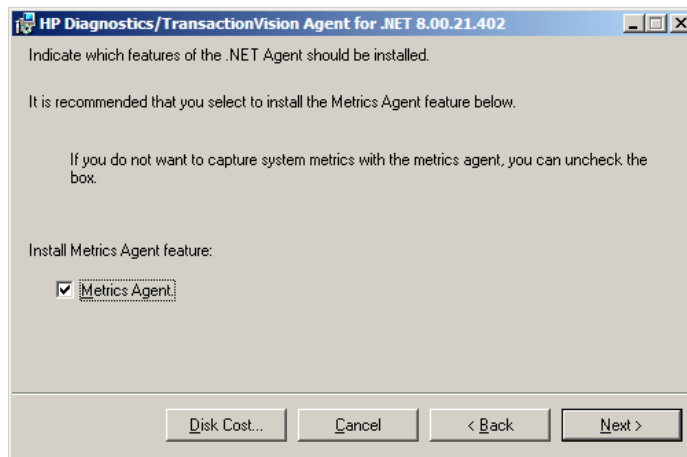 HP Diagnostics/TransactionVision Agent for .NET 8.00.21.402
Indicate which features of the .NET Agent should be installed.
It is recommended that you select to install the Metrics Agent feature below.
If you do not want to capture system metrics with the metrics agent, you can uncheck the
box.
Install Metrics Agent feature:
Metrics Agent.
Disk Cost... Cancel < Back Next >